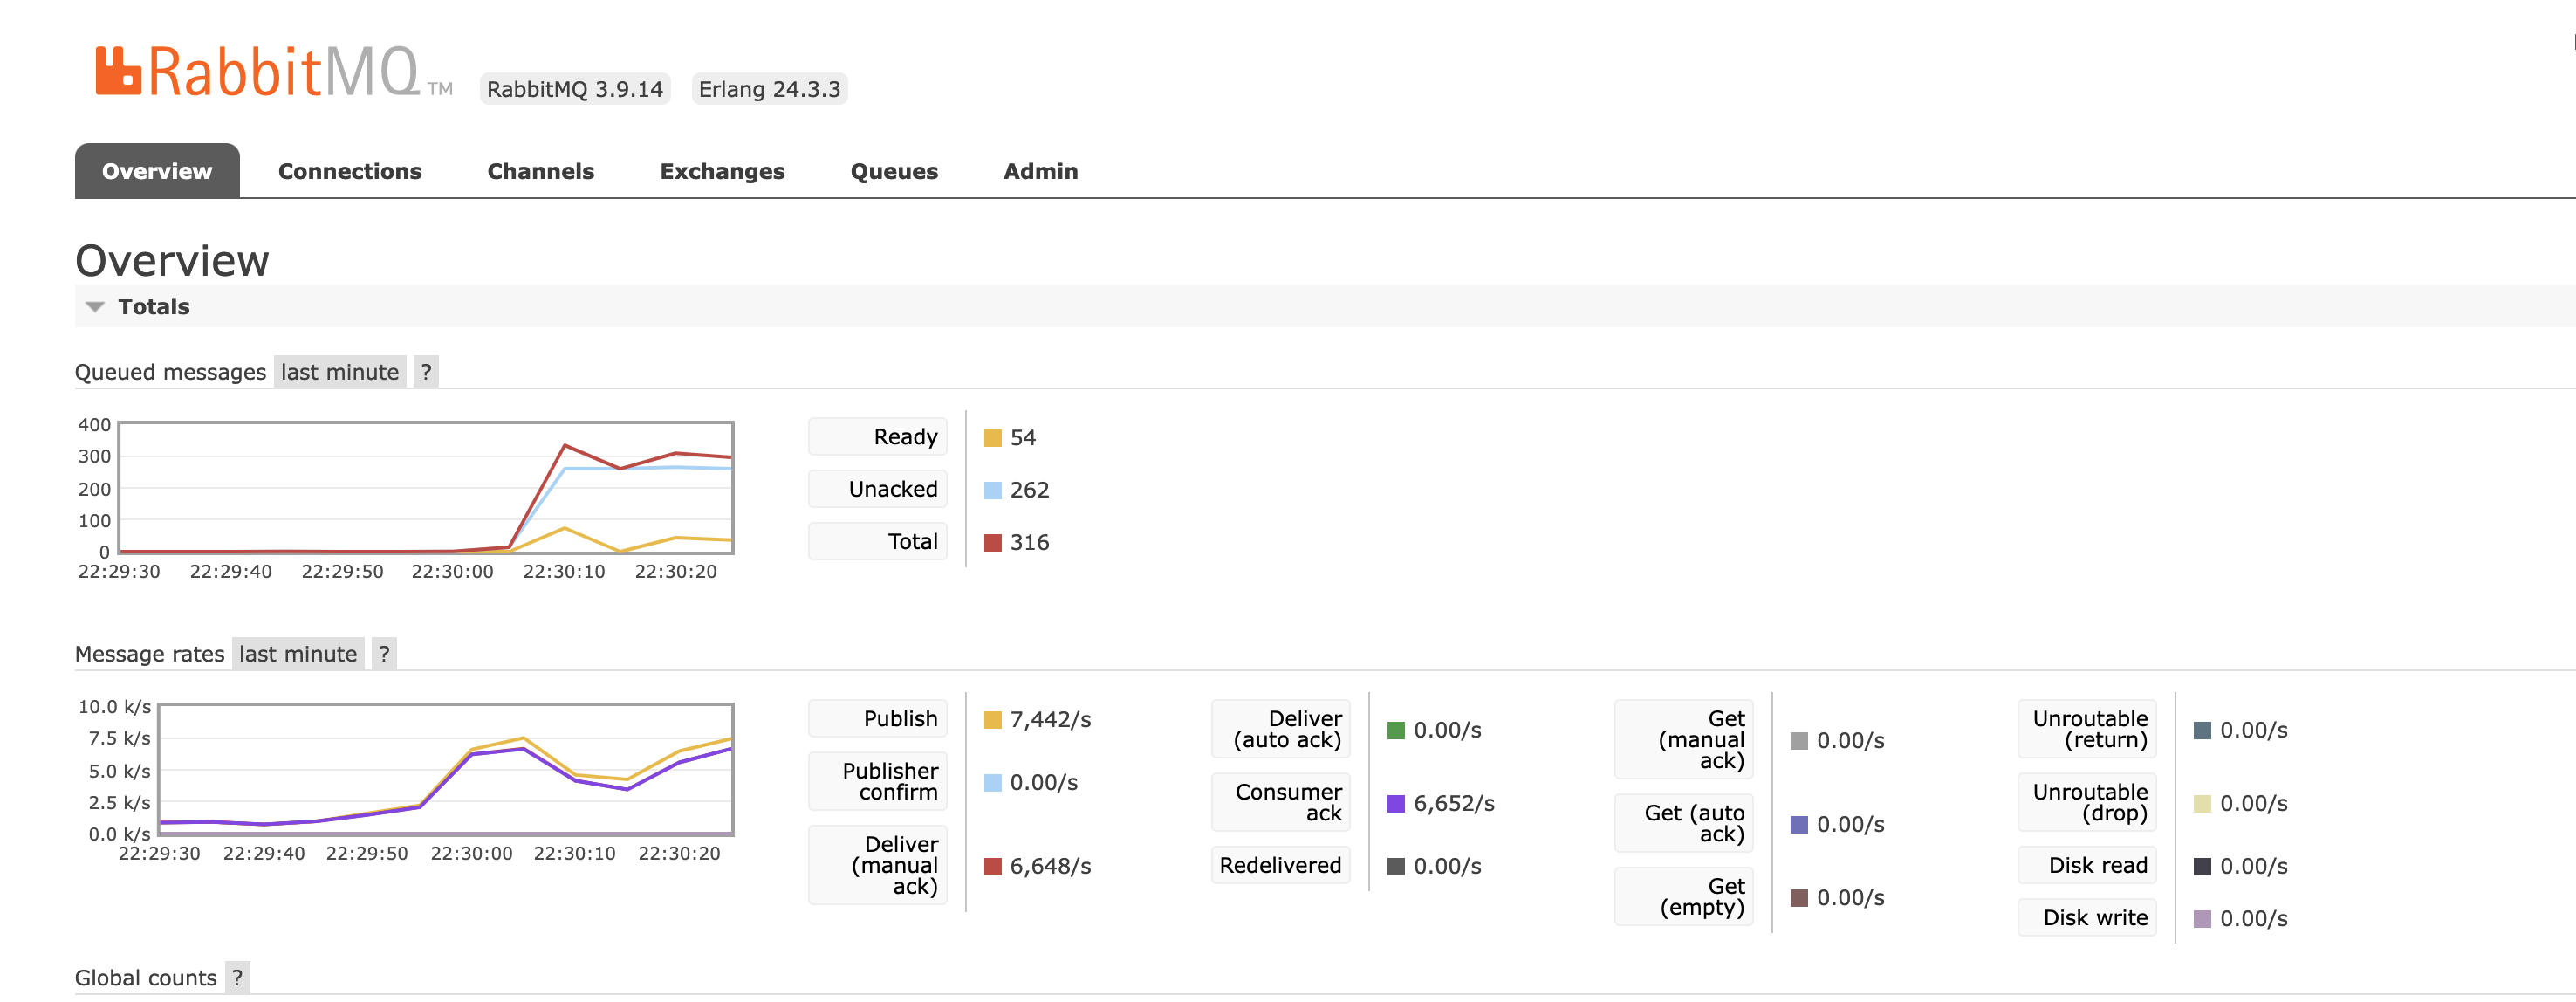 RabbitMQ TM RabbitMQ 3.9.14 Erlang 24.3.3
Overview Connections Channels Exchanges Queues Admin
Overview
Totals
Queued messages last minute ?
400
300
200
100
0
22:29:30 22:29:40 22:29:50 22:30:00 22:30:10 22:30:20
Ready 54
Unacked 262
Total 316
Message rates last minute ?
10.0 k/s
7.5 k/s
5.0 k/s
2.5 k/s
0.0 k/s
22:29:30 22:29:40 22:29:50 22:30:00 22:30:10 22:30:20
Publish 7,442/s
Publisher
confirm 0.00/s
Deliver
(manual
ack) 6,648/s
Deliver
(auto ack) 0.00/s
Consumer
ack 6,652/s
Redelivered 0.00/s
Get
(manual
ack) 0.00/s
Get (auto
ack) 0.00/s
Get
(empty) 0.00/s
Unroutable
(return) 0.00/s
Unroutable
(drop) 0.00/s
Disk read 0.00/s
Disk write 0.00/s
Global counts ?